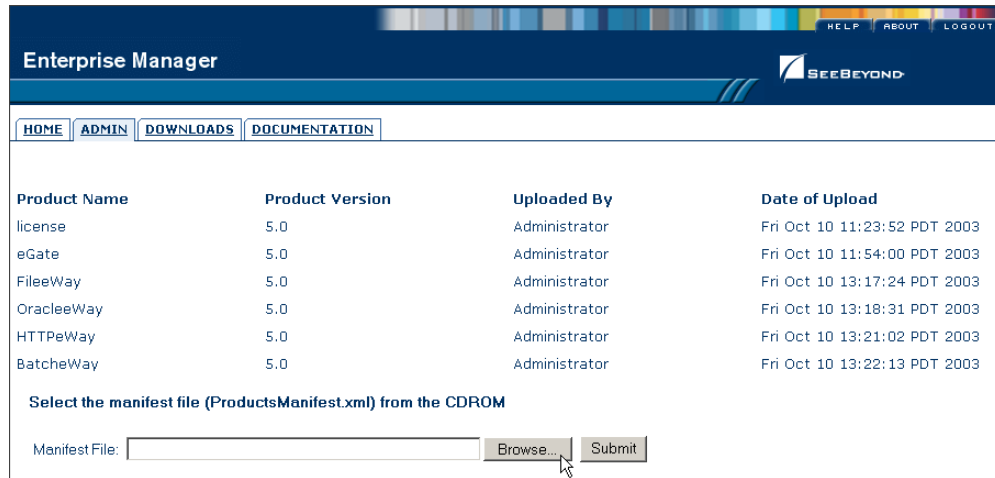 HELP ABOUT LOGOUT
Enterprise Manager
SEEBEYOND
HOME ADMIN DOWNLOADS DOCUMENTATION
Product Name Product Version Uploaded By Date of Upload
license 5.0 Administrator Fri Oct 10 11:23:52 PDT 2003
eGate 5.0 Administrator Fri Oct 10 11:54:00 PDT 2003
FileeWay 5.0 Administrator Fri Oct 10 13:17:24 PDT 2003
OracleeWay 5.0 Administrator Fri Oct 10 13:18:31 PDT 2003
HTTPeWay 5.0 Administrator Fri Oct 10 13:21:02 PDT 2003
BatcheWay 5.0 Administrator Fri Oct 10 13:22:13 PDT 2003
Select the manifest file (ProductsManifest.xml) from the CDROM
Manifest File: Browse... Submit